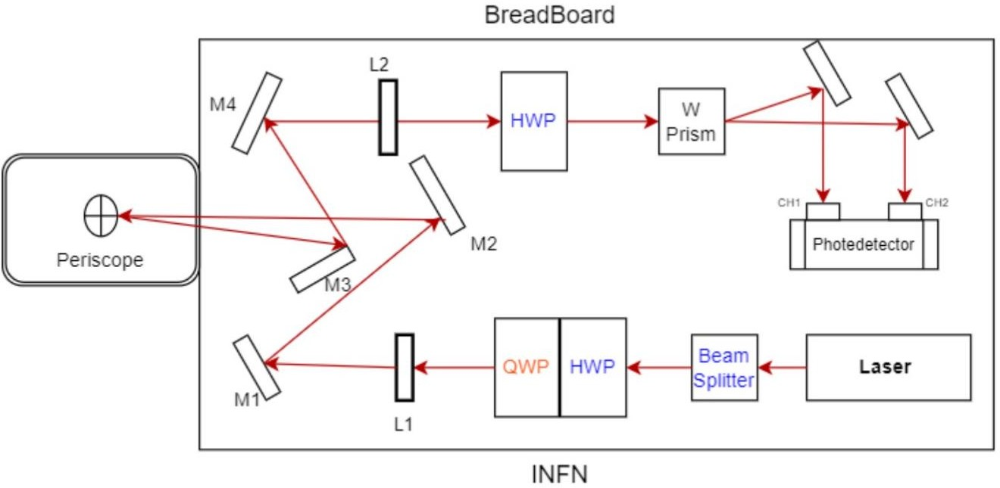 BreadBoard
L2
M4
HWP
W
Prism
M2
CH1
CH2
Photedetector
Periscope
M3
QWP
HWP
Beam
Splitter
Laser
M1
L1
INFN